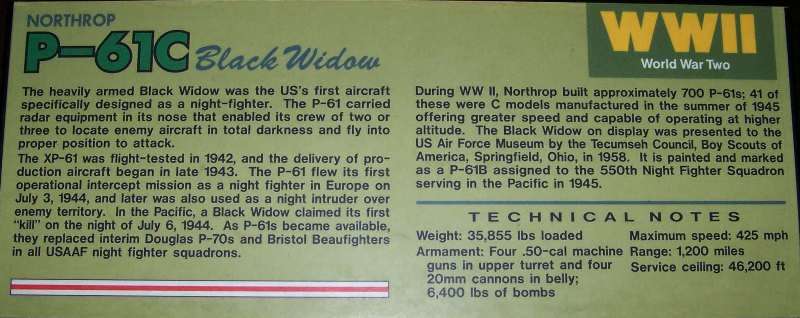 NORTHROP
P-61C Black Widow
The heavily armed Black Widow was the US's first aircraft
specifically designed as a night-fighter. The P-61 carried
radar equipment in its nose that enabled its crew of two or
three to locate enemy aircraft in total darkness and fly into
proper position to attack.
The XP-61 was flight-tested in 1942, and the delivery of pro-
duction aircraft began in late 1943. The P-61 flew its first
operational intercept mission as a night fighter in Europe on
July 3, 1944, and later was also used as a night intruder over
enemy territory. In the Pacific, a Black Widow claimed its first
"kill" on the night of July 6, 1944. As P-61s became available,
they replaced interim Douglas P-70s and Bristol Beaufighters
in all USAAF night fighter squadrons.
WWII
World War Two
During WW II, Northrop built approximately 700 P-61s; 41 of
these were C models manufactured in the summer of 1945
offering greater speed and capable of operating at higher
altitude. The Black Widow on display was presented to the
US Air Force Museum by the Tecumseh Council, Boy Scouts of
America, Springfield, Ohio, in 1958. It is painted and marked
as a P-61B assigned to the 550th Night Fighter Squadron
serving in the Pacific in 1945.
TECHNICAL NOTES
Weight: 35,855 lbs loaded
Armament: Four .50-cal machine
guns in upper turret and four
20mm cannons in belly;
6,400 lbs of bombs
Maximum speed: 425 mph
Range: 1,200 miles
Service ceiling: 46,200 ft